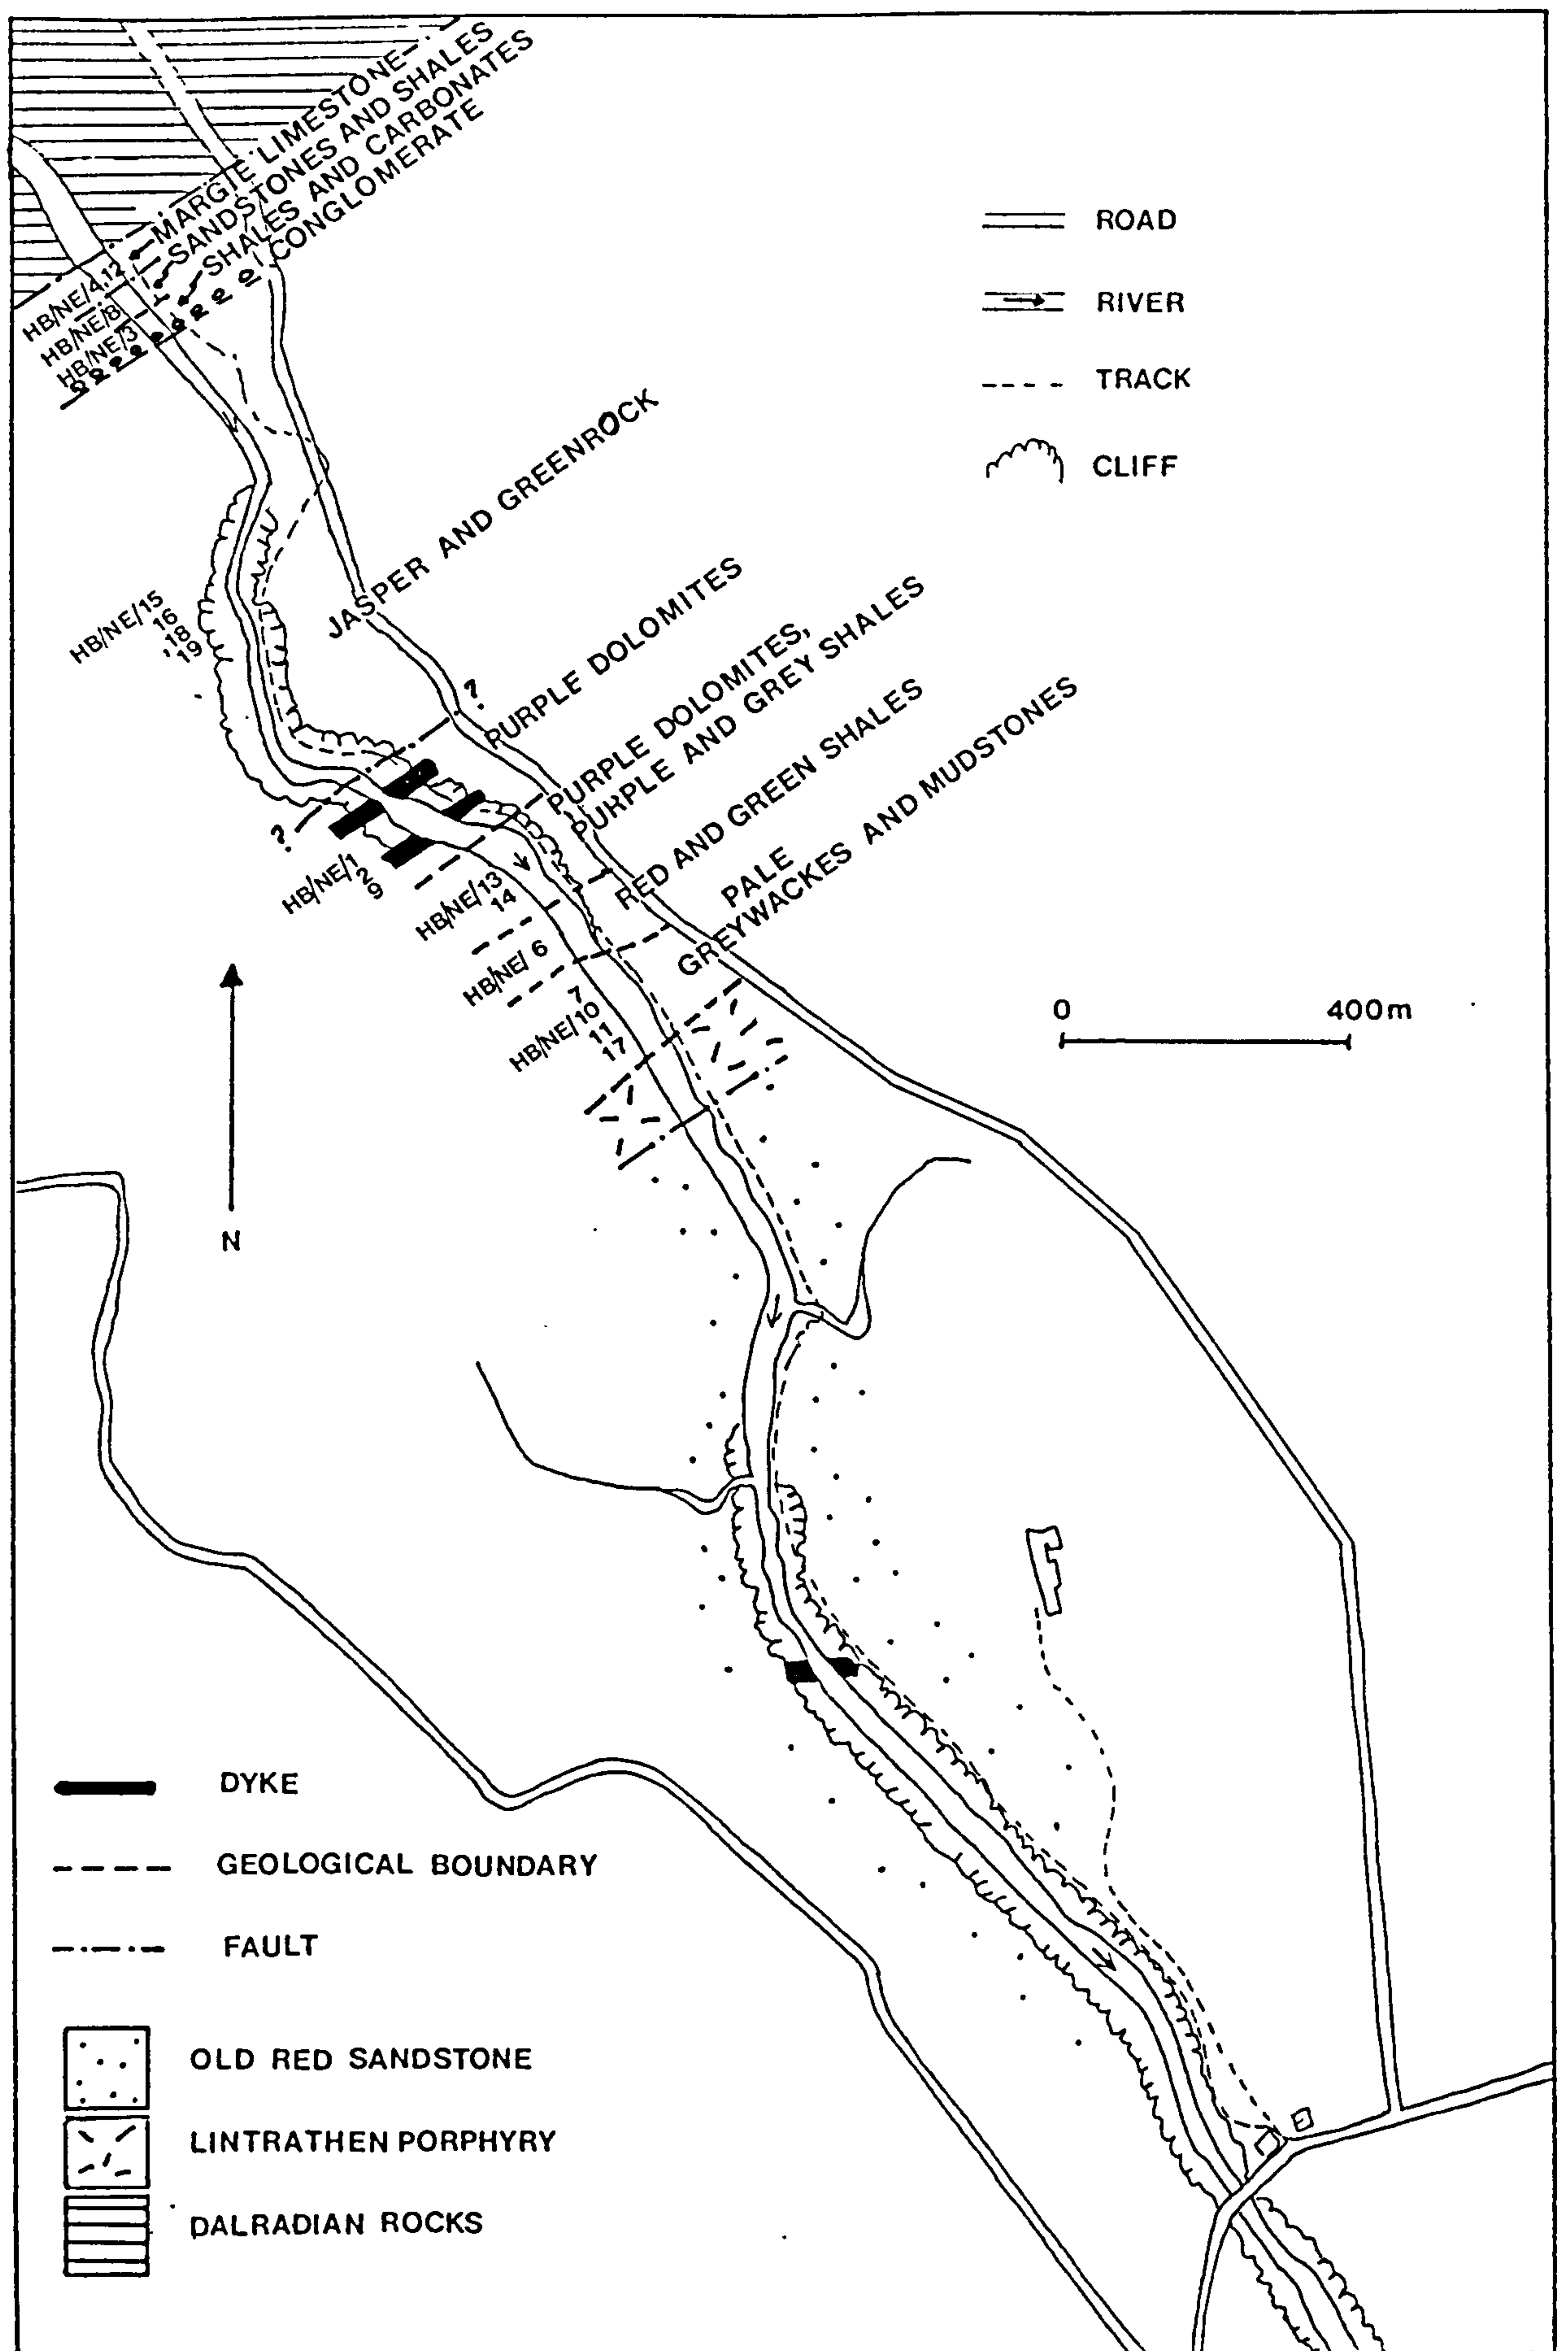 MARGIE LIMESTONE
SANDSTONES AND SHALES
SHALES AND CARBONATES
CONGLOMERATE
HB/NE/4,12
HB/NE/8
HB/NE/3
ROAD
RIVER
TRACK
CLIFF
JASPER AND GREENROCK
HB/NE/15
16
18
19
?
PURPLE DOLOMITES
PURPLE DOLOMITES,
PURPLE AND GREY SHALES
RED AND GREEN SHALES
PALE
GREYWACKES AND MUDSTONES
?
HB/NE/1
2
9
HB/NE/13
14
HB/NE/6
7
HB/NE/10
11
17
0 400m
N
DYKE
GEOLOGICAL BOUNDARY
FAULT
OLD RED SANDSTONE
LINTRATHEN PORPHYRY
DALRADIAN ROCKS